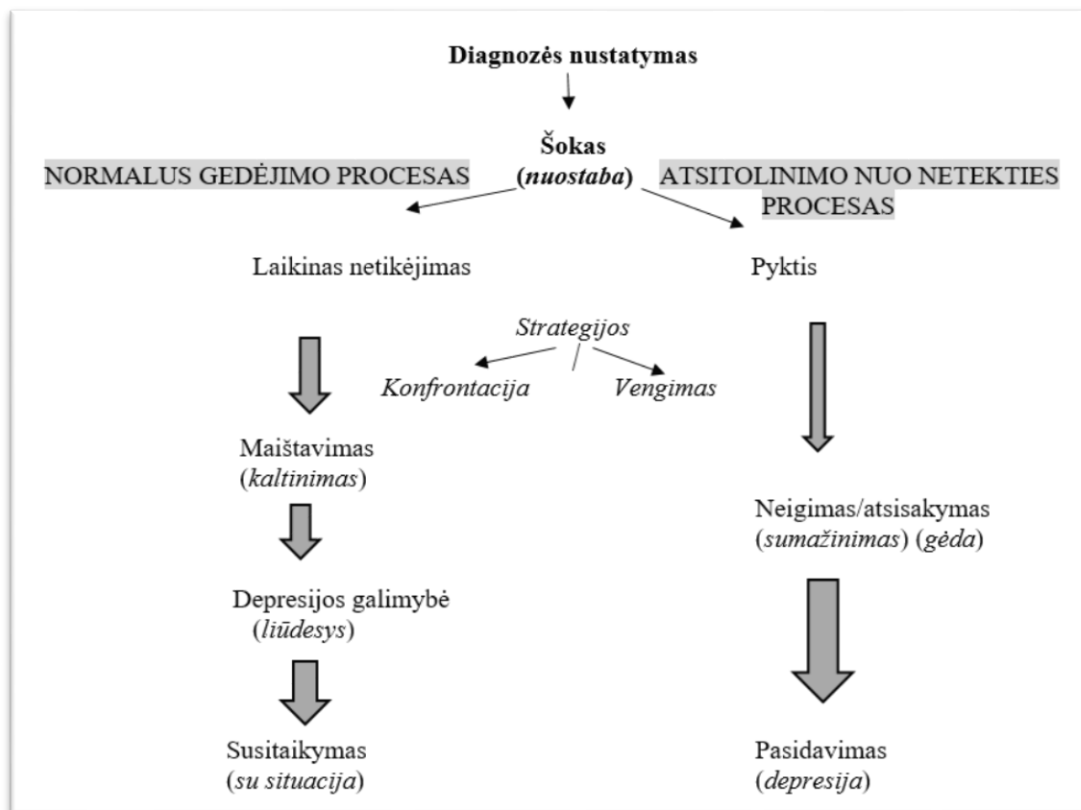 Diagnozės nustatymas
Šokas
NORMALUS GEDĖJIMO PROCESAS
(nuostaba)
ATSITOLINIMO NUO NETEKTIES
PROCESAS
Laikinas netikėjimas
Pyktis
Strategijos
Konfrontacija
Vengimas
Maištavimas
(kaltinimas)
Neigimas/atsisakymas
(sumažinimas) (gėda)
Depresijos galimybė
(liūdesys)
Susitaikymas
(su situacija)
Pasidavimas
(depresija)